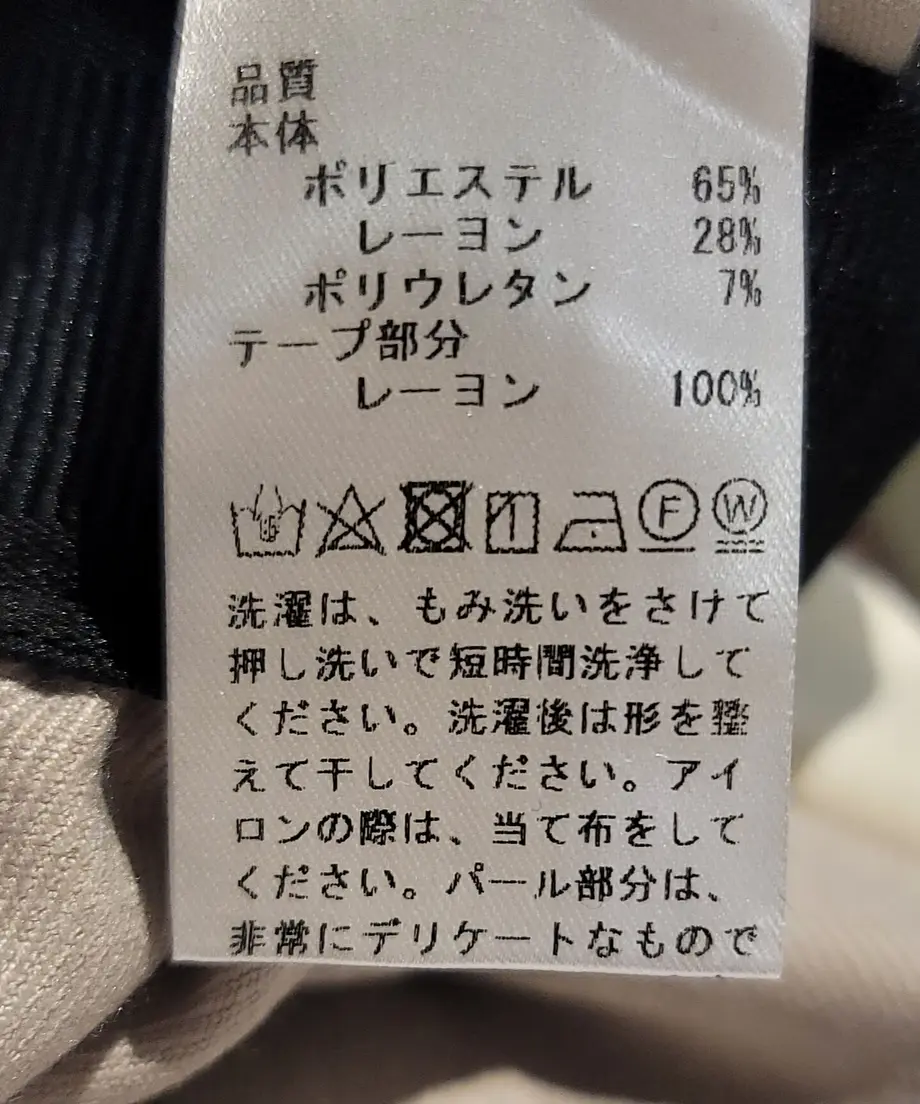 品質
本体
ポリエステル 65%
レーヨン 28%
ポリウレタン 7%
テープ部分
レーヨン 100%
F W
洗濯は、もみ洗いをさけて
押し洗いで短時間洗浄して
ください。洗濯後は形を整
えて干してください。アイ
ロンの際は、当て布をして
ください。パール部分は、
非常にデリケートなもので